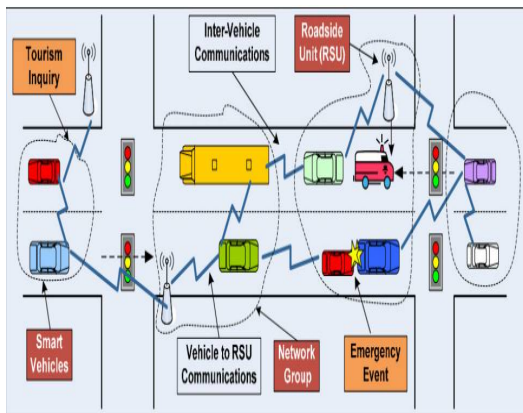 Tourism
Inquiry
Inter-Vehicle
Communications
Roadside
Unit (RSU)
Smart
Vehicles
Vehicle to RSU
Communications
Network
Group
Emergency
Event